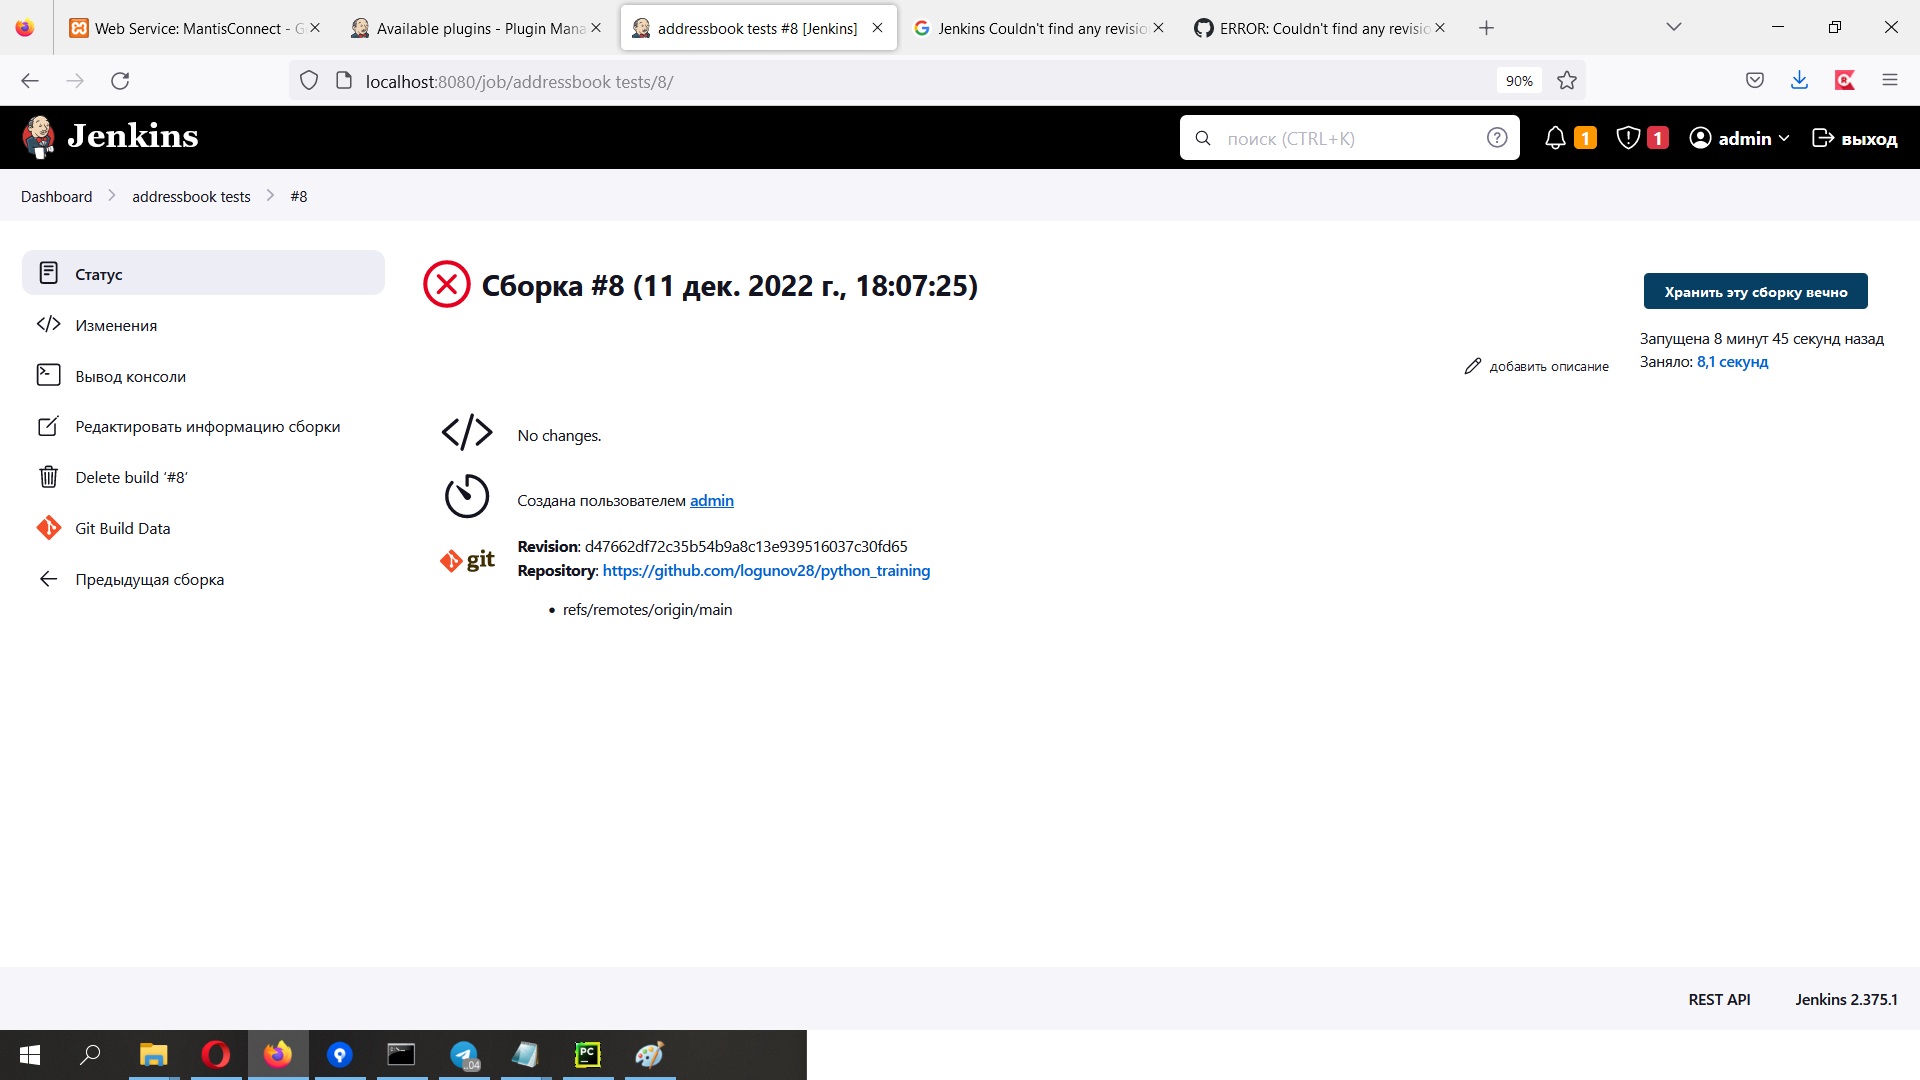 Web Service: MantisConnect - G
Available plugins - Plugin Mana
addressbook tests #8 [Jenkins]
Jenkins Couldn't find any revisio
ERROR: Couldn't find any revisio
localhost:8080/job/addressbook tests/8/
90%
Jenkins
поиск (CTRL+K)
1
1
admin
выход
Dashboard
addressbook tests
#8
Статус
Изменения
Вывод консоли
Редактировать информацию сборки
Delete build ‘#8’
Git Build Data
Предыдущая сборка
Сборка #8 (11 дек. 2022 г., 18:07:25)
Хранить эту сборку вечно
Запущена 8 минут 45 секунд назад
Заняло: 8,1 секунд
добавить описание
No changes.
Создана пользователем admin
git
Revision: d47662df72c35b54b9a8c13e939516037c30fd65
Repository: https://github.com/logunov28/python_training
refs/remotes/origin/main
REST API
Jenkins 2.375.1
..04
PC